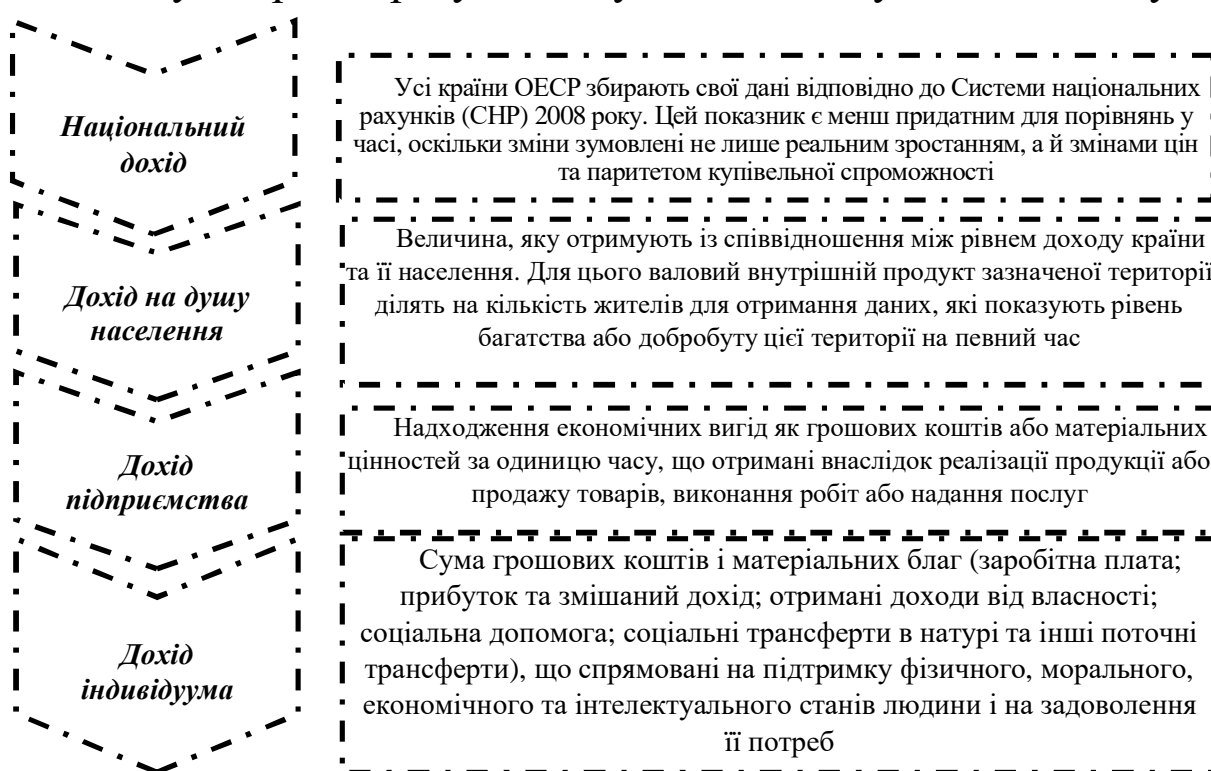 Національний
дохід
Усі країни ОЕСР збирають свої дані відповідно до Системи національних
рахунків (СНР) 2008 року. Цей показник є менш придатним для порівнянь у
часі, оскільки зміни зумовлені не лише реальним зростанням, а й змінами цін
та паритетом купівельної спроможності
Дохід на душу
населення
Величина, яку отримують із співвідношення між рівнем доходу країни
та її населення. Для цього валовий внутрішній продукт зазначеної території
ділять на кількість жителів для отримання даних, які показують рівень
багатства або добробуту цієї території на певний час
Дохід
підприємства
Надходження економічних вигід як грошових коштів або матеріальних
цінностей за одиницю часу, що отримані внаслідок реалізації продукції або
продажу товарів, виконання робіт або надання послуг
Дохід
індивідуума
Сума грошових коштів і матеріальних благ (заробітна плата;
прибуток та змішаний дохід; отримані доходи від власності;
соціальна допомога; соціальні трансферти в натурі та інші поточні
трансферти), що спрямовані на підтримку фізичного, морального,
економічного та інтелектуального станів людини і на задоволення
її потреб